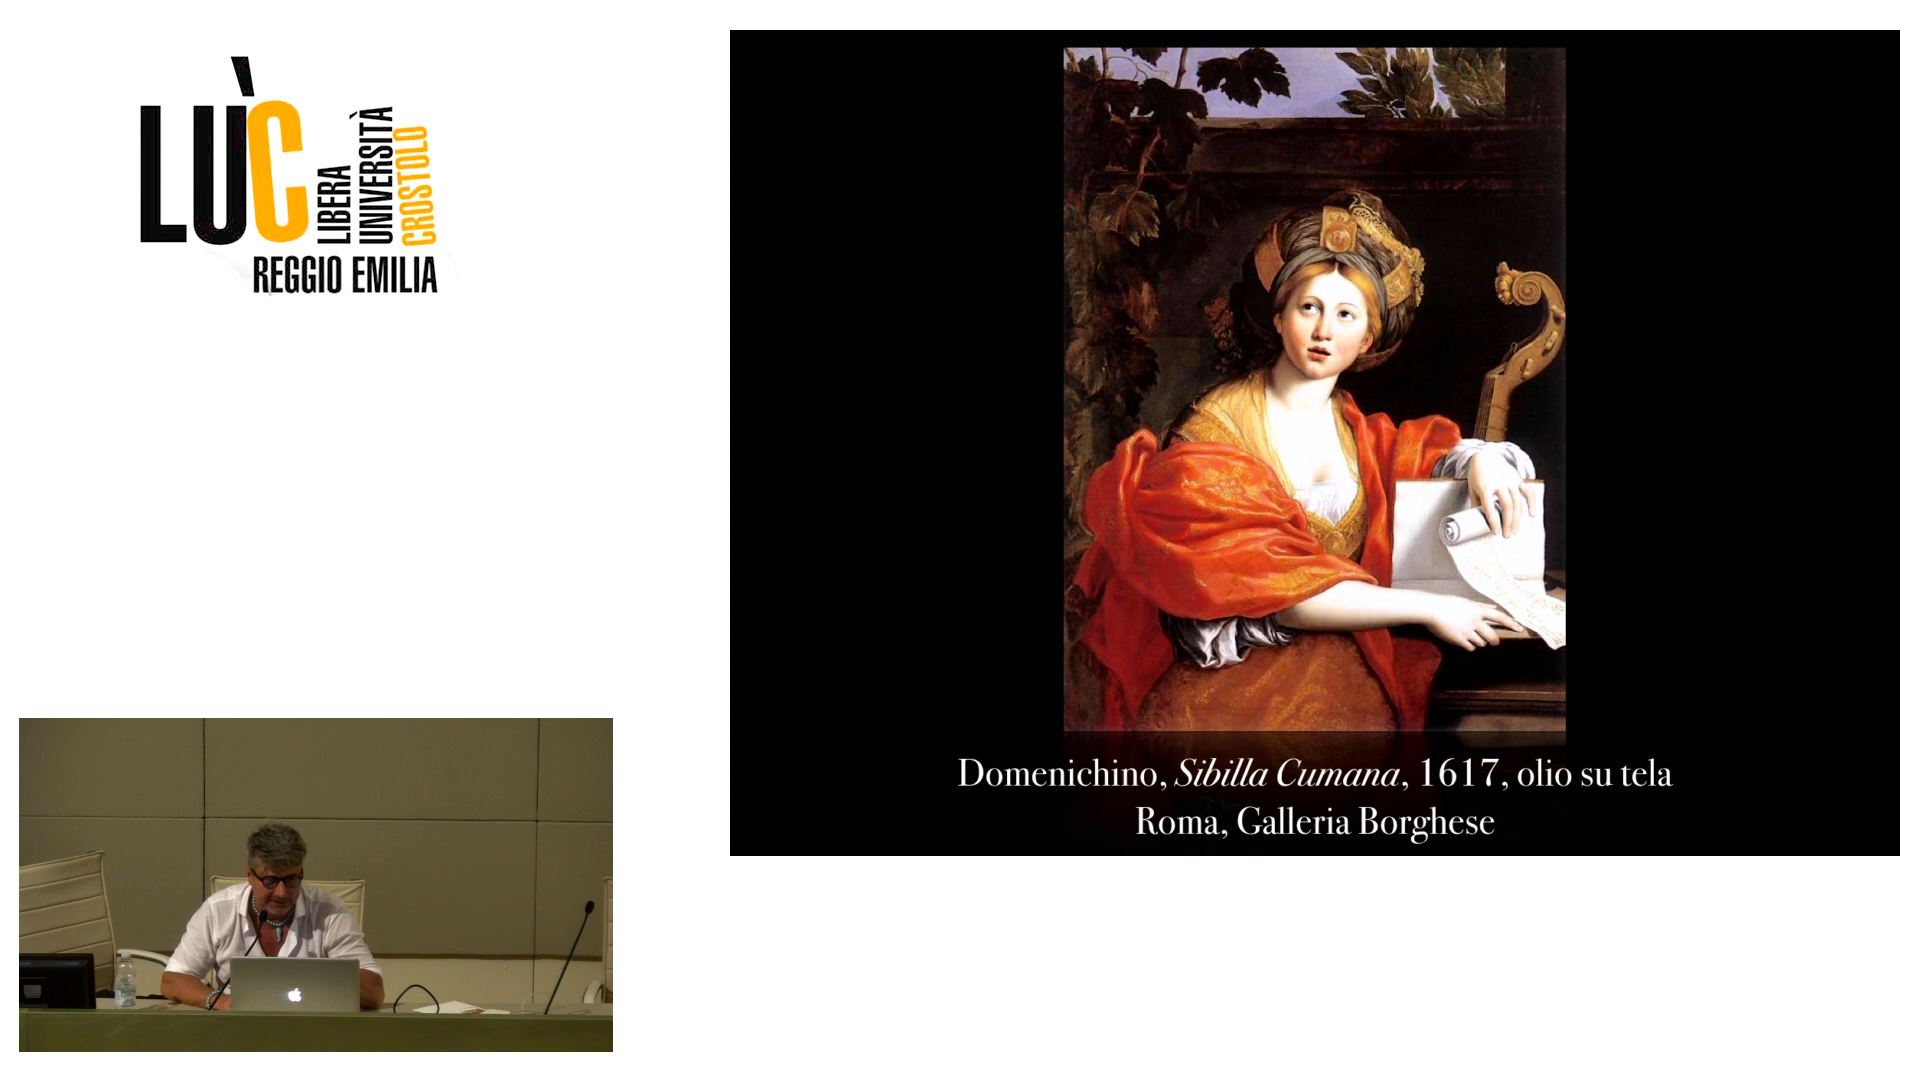 LÙC
LIBERA
UNIVERSITÀ
CROSTOLO
REGGIO EMILIA
Domenichino, Sibilla Cumana, 1617, olio su tela
Roma, Galleria Borghese